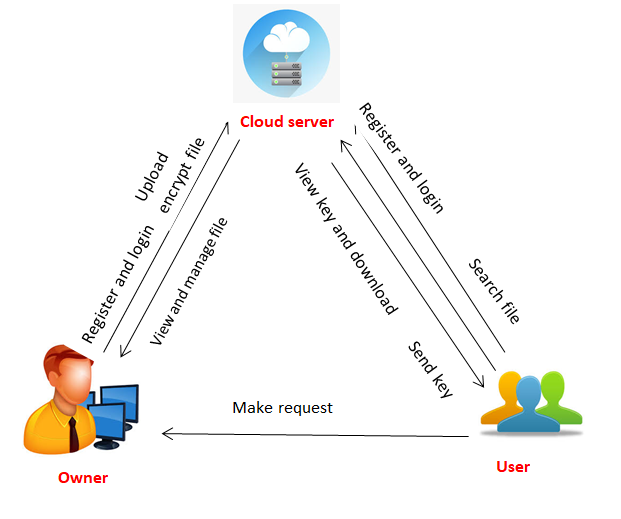 Cloud server
Register and login
Upload
encrypt file
View and manage file
Register and login
Search file
View key and download
Send key
Make request
Owner
User